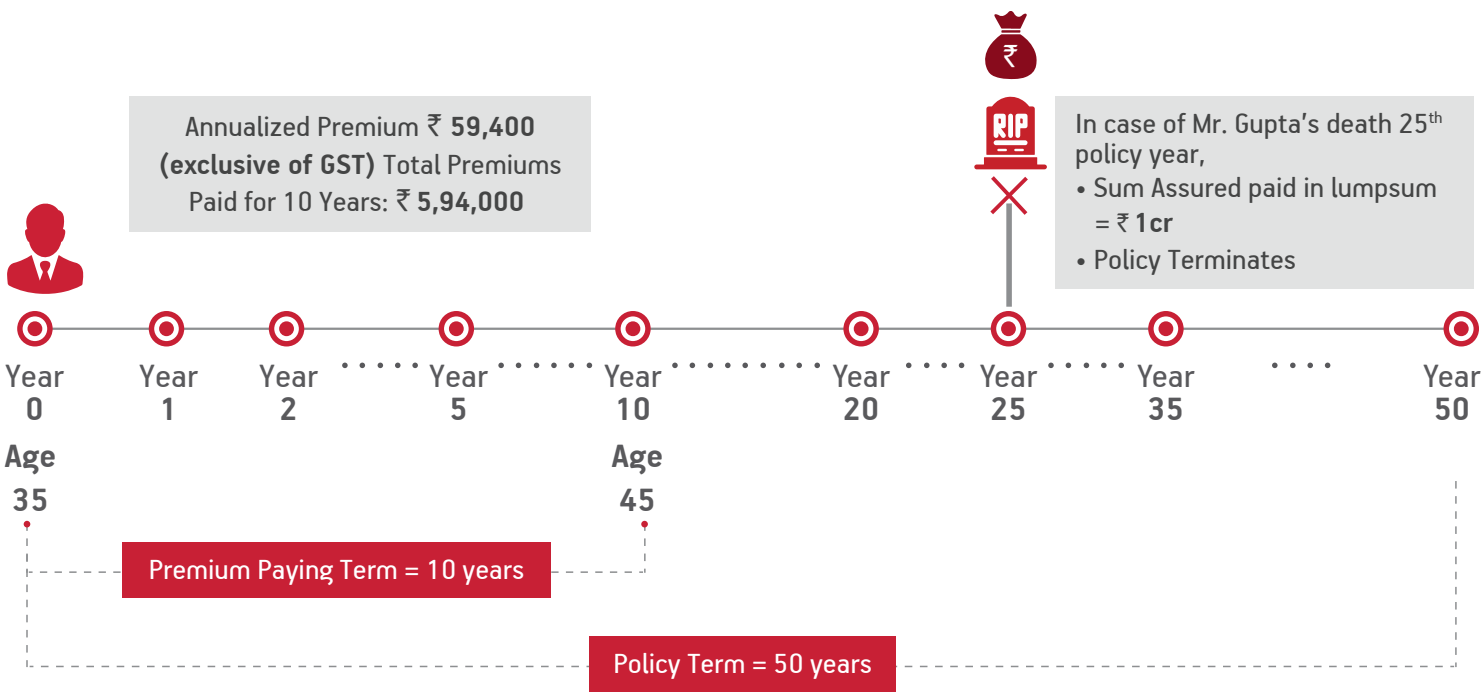 ₹
RIP
Annualized Premium ₹ 59,400
(exclusive of GST) Total Premiums
Paid for 10 Years: ₹ 5,94,000
In case of Mr. Gupta’s death 25th
policy year,
• Sum Assured paid in lumpsum
= ₹ 1cr
• Policy Terminates
Year Year Year ..... Year ....... Year .......... Year ..... Year ..... Year .... Year
0 1 2 5 10 20 25 35 50
Age Age
35 45
Premium Paying Term = 10 years
Policy Term = 50 years